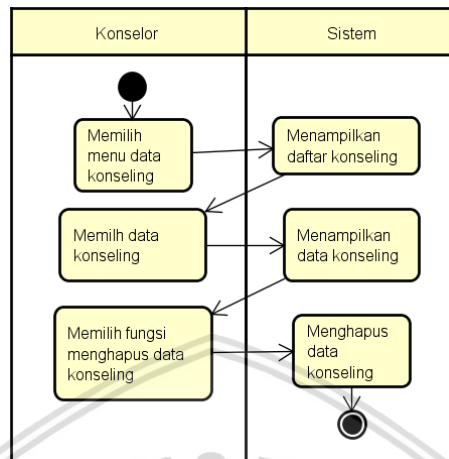 Konselor
Sistem
Memilih
menu data
konseling
Menampilkan
daftar konseling
Memilh data
konseling
Menampilkan
data konseling
Memilih fungsi
menghapus data
konseling
Menghapus
data
konseling